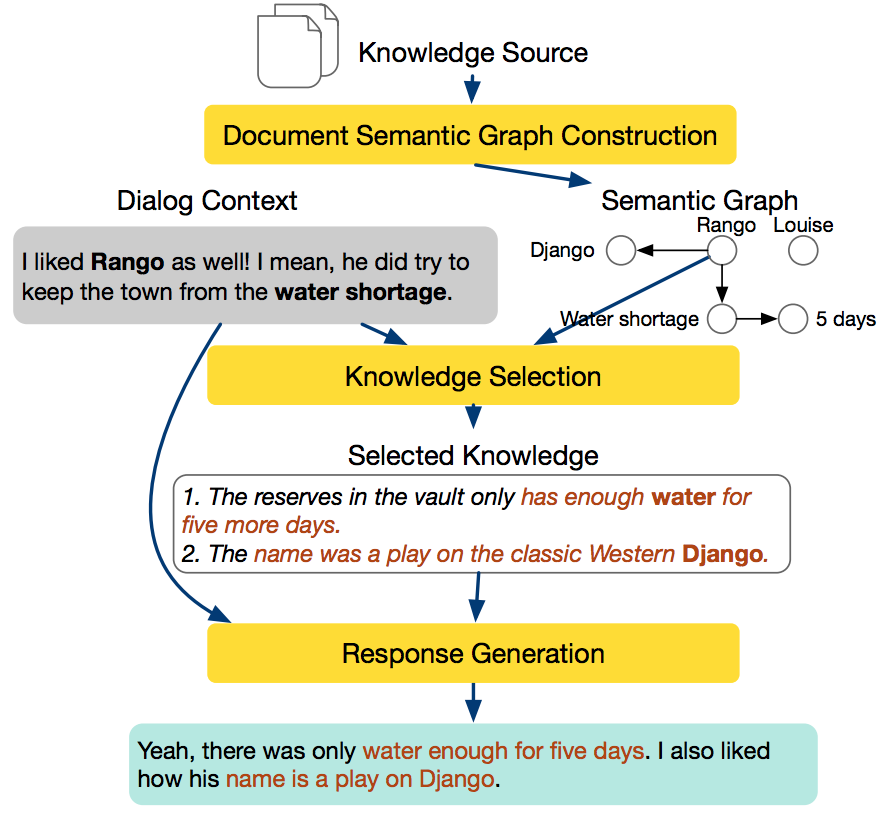 Knowledge Source
Document Semantic Graph Construction
Dialog Context
Semantic Graph
I liked Rango as well! I mean, he did try to
keep the town from the water shortage.
Rango
Louise
Django
Water shortage
5 days
Knowledge Selection
Selected Knowledge
1. The reserves in the vault only has enough water for
five more days.
2. The name was a play on the classic Western Django.
Response Generation
Yeah, there was only water enough for five days. I also liked
how his name is a play on Django.